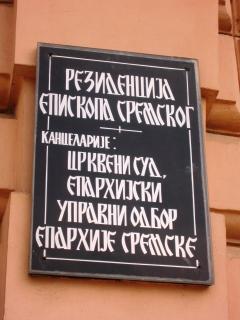 РЕЗИДЕНЦИЈА
ЕПИСКОПА СРЕМСКОГ
КАНЦЕЛАРИЈЕ:
ЦРКВЕНИ СУД,
ЕПАРХИЈСКИ
УПРАВНИ ОДБОР
ЕПАРХИЈЕ СРЕМСКЕ